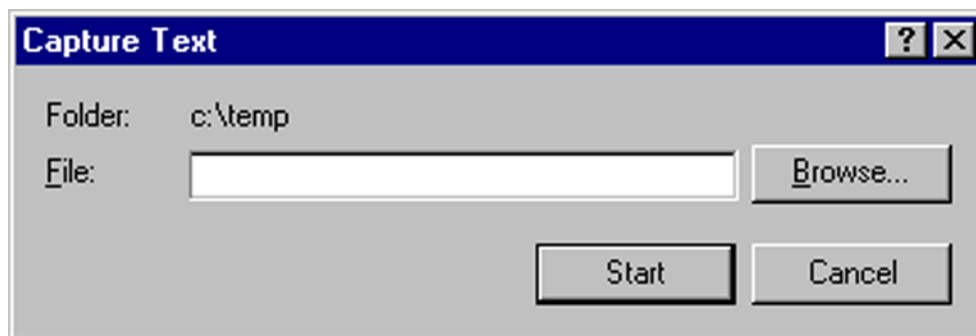 Capture Text ?
Folder: c:\temp
File: Browse...
Start Cancel